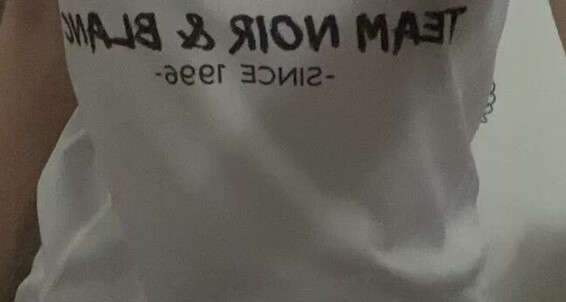 TEAM NOIR & BLANC
-SINCE 1996-